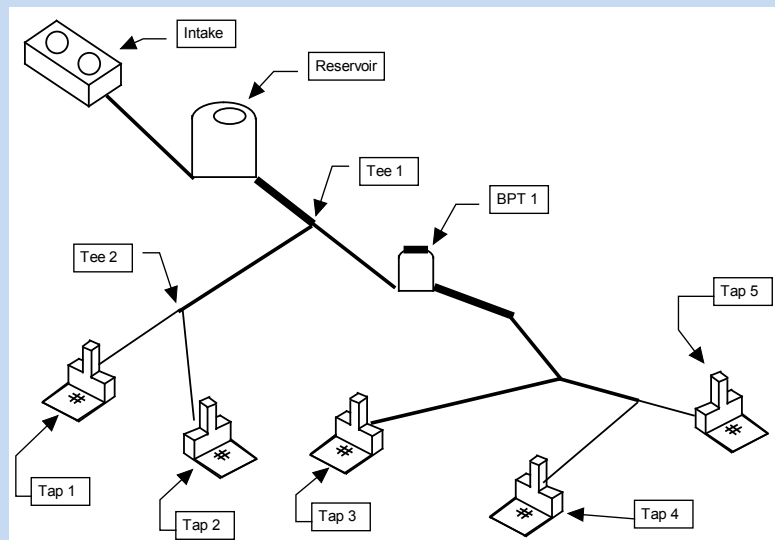 Intake
Reservoir
Tee 1
BPT 1
Tee 2
Tap 5
Tap 1
Tap 2
Tap 3
Tap 4